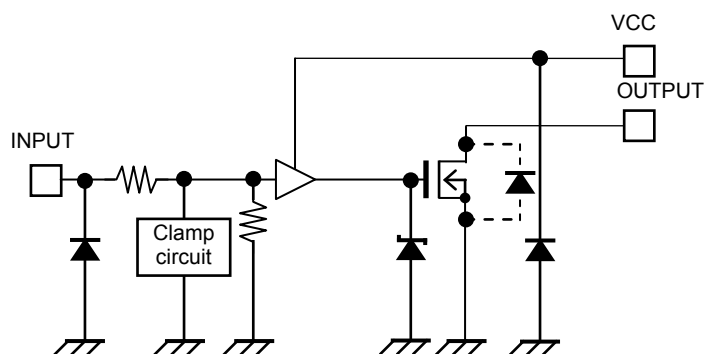 VCC
OUTPUT
INPUT
Clamp
circuit